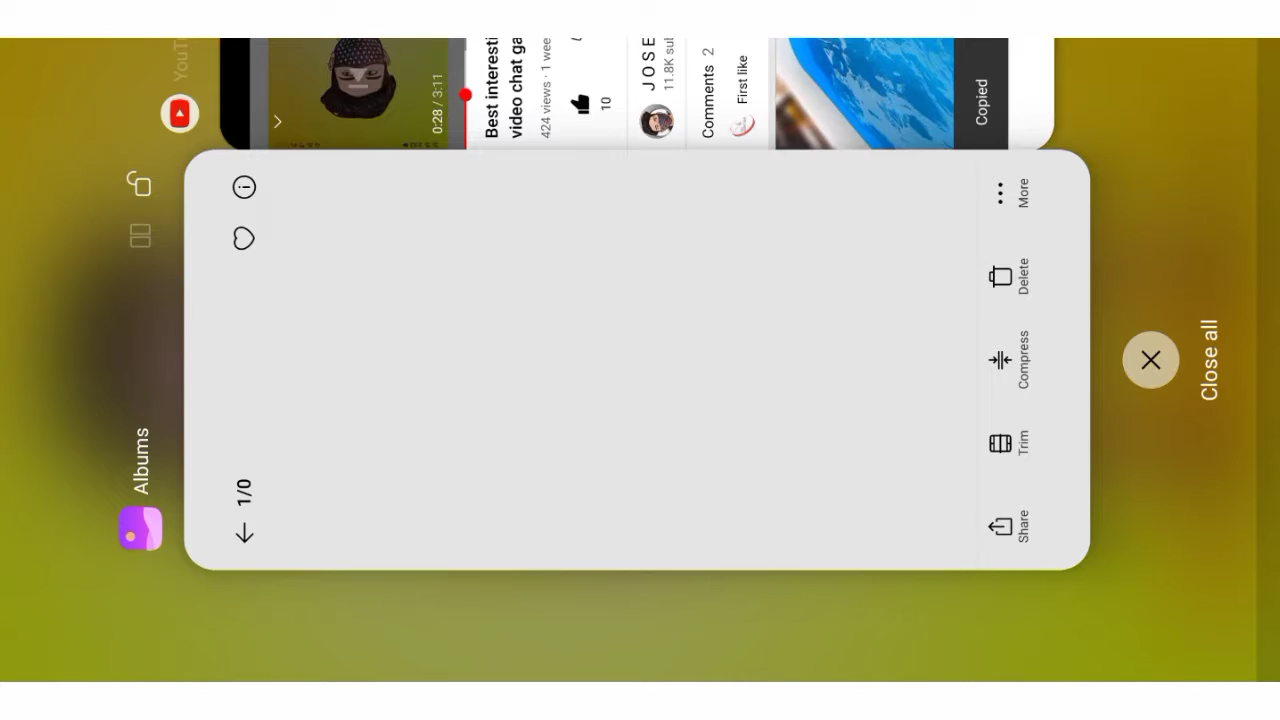 YouTu
0:28 / 3:11
Best interesti
video chat ga
424 views · 1 wee
10
JOSE
11.8K sul
Comments 2
First like
Copied
Albums
1/0
Share
Trim
Compress
Delete
More
Close all